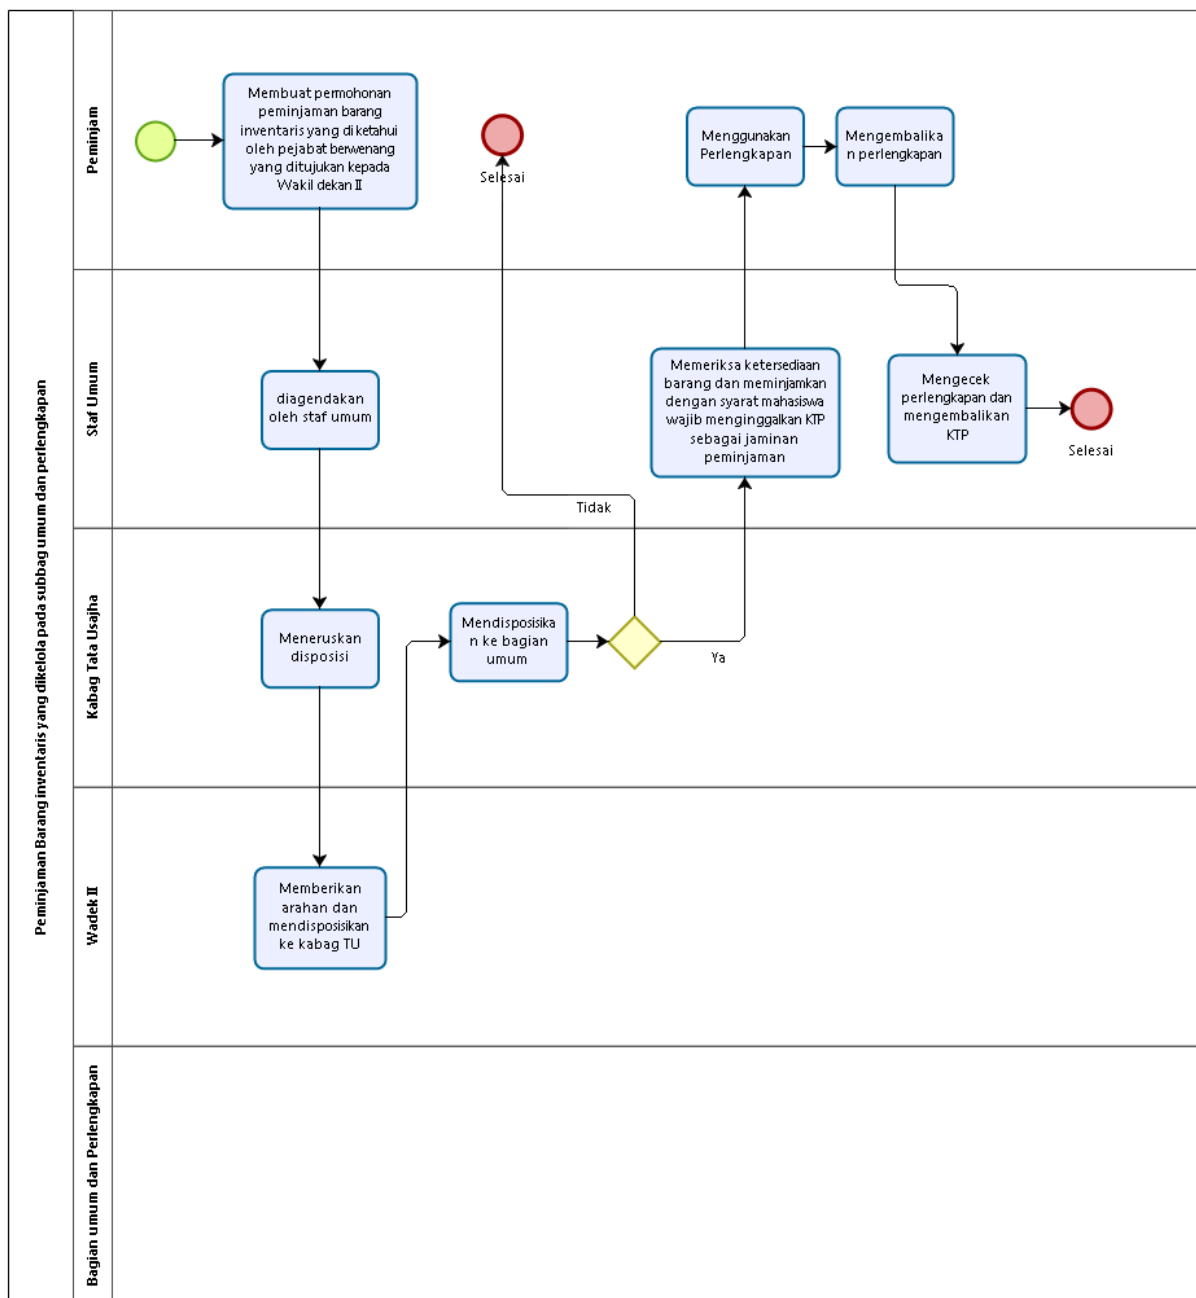 Peminjaman Barang inventaris yang dikelola pada subbag umum dan perlengkapan
Peminjam
Membuat permohonan
peminjaman barang
inventaris yang diketahui
oleh pejabat berwenang
yang ditujukan kepada
Wakil dekan II
Selesai
Menggunakan
Perlengkapan
Mengembalika
n perlengkapan
Staf Umum
diagendakan
oleh staf umum
Memeriksa ketersediaan
barang dan meminjamkan
dengan syarat mahasiswa
wajib menginggalkan KTP
sebagai jaminan
peminjaman
Mengecek
perlengkapan dan
mengembalikan
KTP
Selesai
Tidak
Kabag Tata Usajha
Meneruskan
disposisi
Mendisposisika
n ke bagian
umum
Ya
Wadek II
Memberikan
arahan dan
mendisposisikan
ke kabag TU
Bagian umum dan Perlengkapan